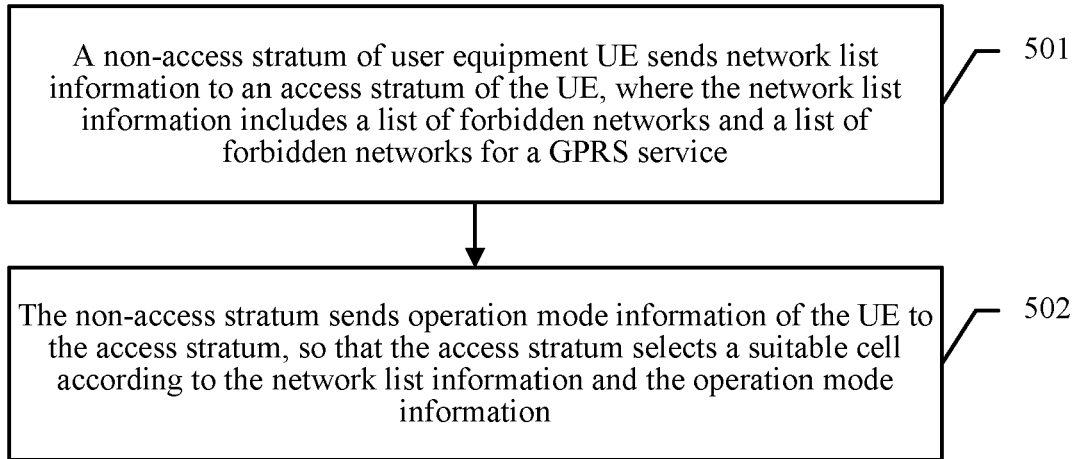 A non-access stratum of user equipment UE sends network list
information to an access stratum of the UE, where the network list
information includes a list of forbidden networks and a list of
forbidden networks for a GPRS service
501
The non-access stratum sends operation mode information of the UE to
the access stratum, so that the access stratum selects a suitable cell
according to the network list information and the operation mode
information
502